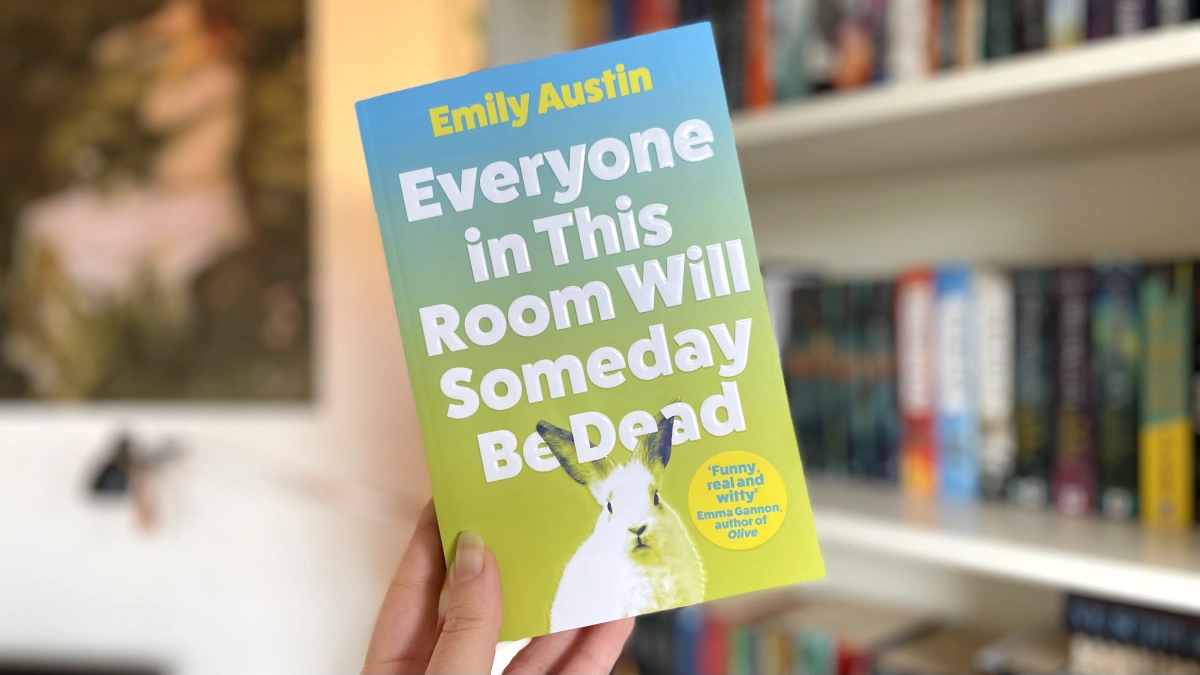 Emily Austin
Everyone
in This
Room Will
Someday
Be Dead
'Funny,
real and
witty'
Emma Gannon,
author of
Olive